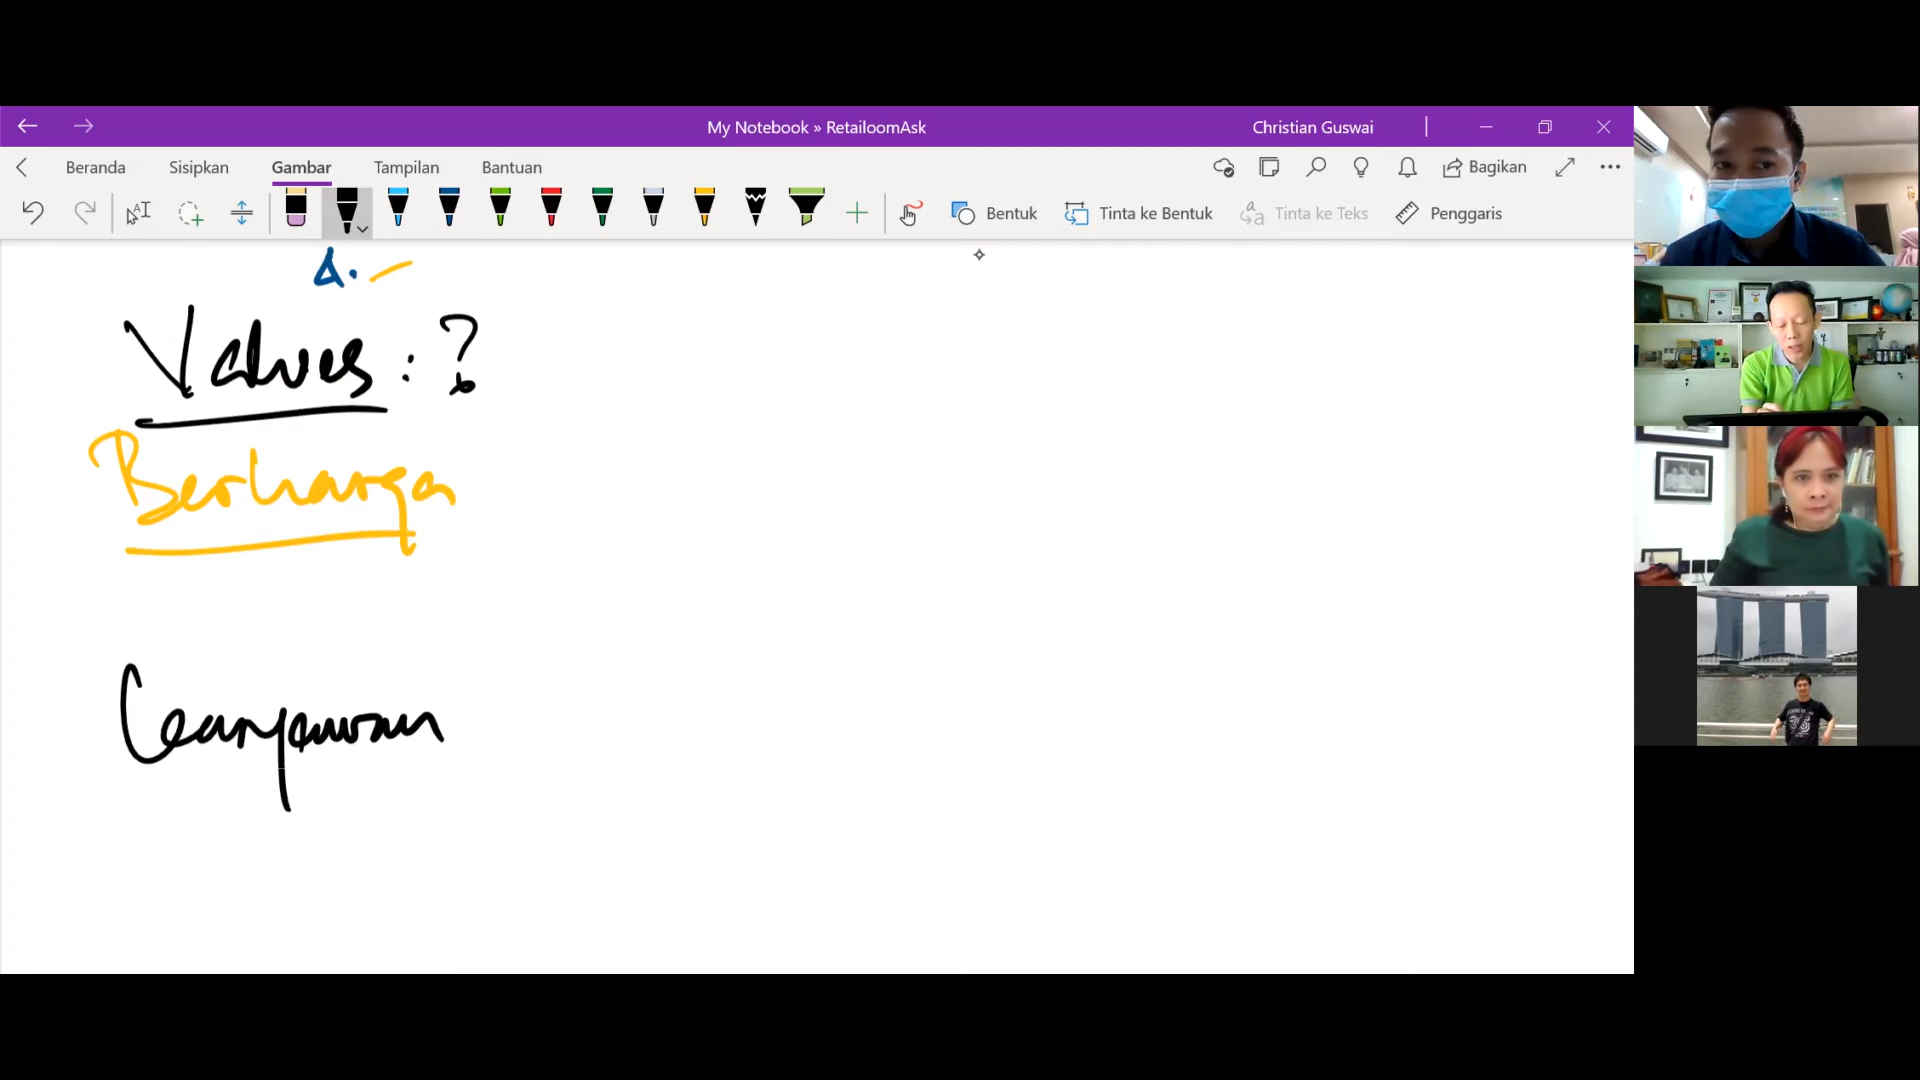 My Notebook » RetailoomAsk
Christian Guswai
Beranda Sisipkan Gambar Tampilan Bantuan
Bagikan
Bentuk Tinta ke Bentuk Tinta ke Teks Penggaris
4. –
Values : ?
Berharga